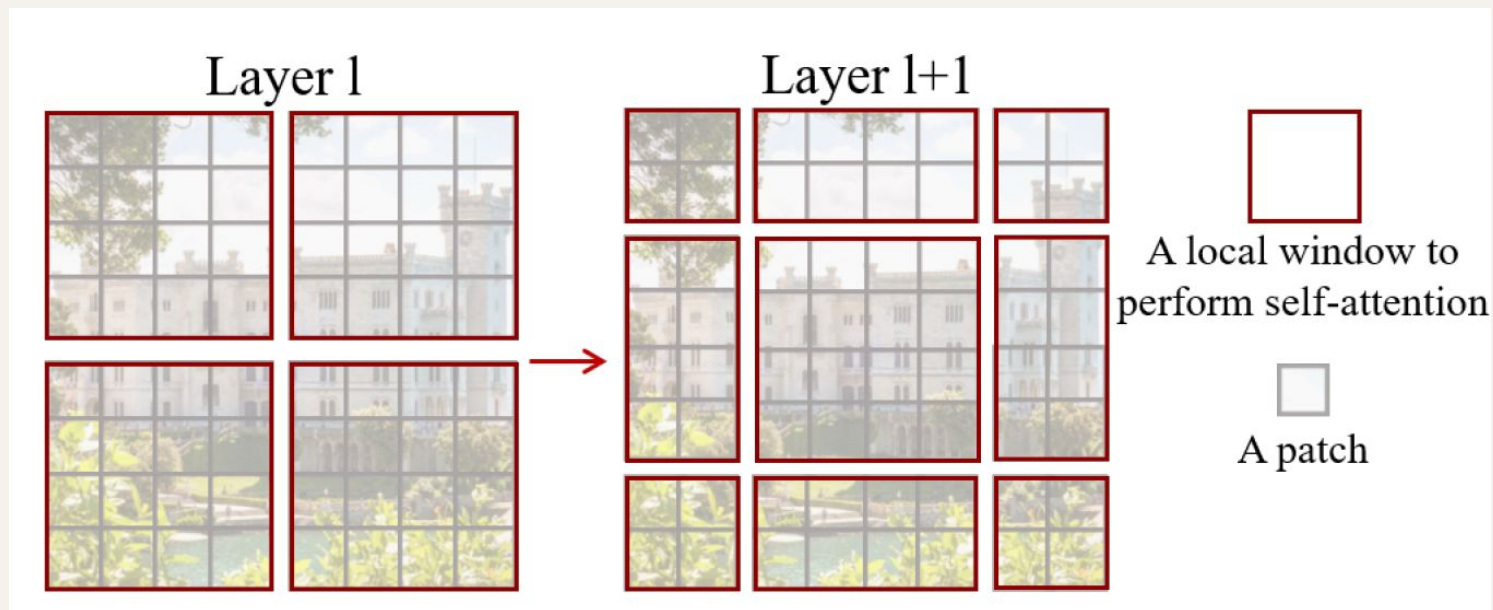 Layer l
Layer l+1
A local window to
perform self-attention
A patch